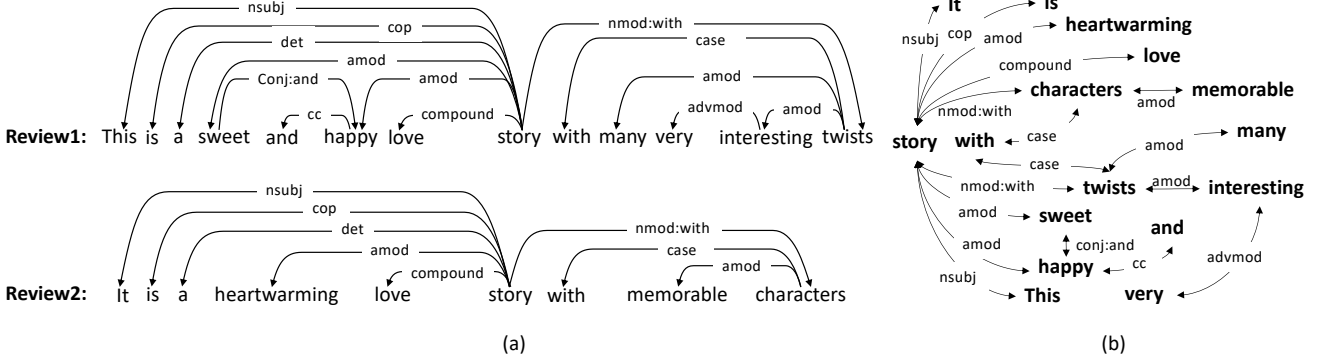 nsubj
cop
det
amod
Conj:and
amod
cc
compound
nmod:with
case
amod
advmod
amod
Review1: This is a sweet and happy love story with many very interesting twists
nsubj
cop
det
amod
compound
nmod:with
case
amod
Review2: It is a heartwarming love story with memorable characters
(a)
It
is
nsubj
cop
amod
heartwarming
compound
love
characters
amod
memorable
nmod:with
case
story
with
amod
many
case
nmod:with
twists
amod
interesting
amod
sweet
and
amod
conj:and
cc
advmod
happy
nsubj
This
very
(b)